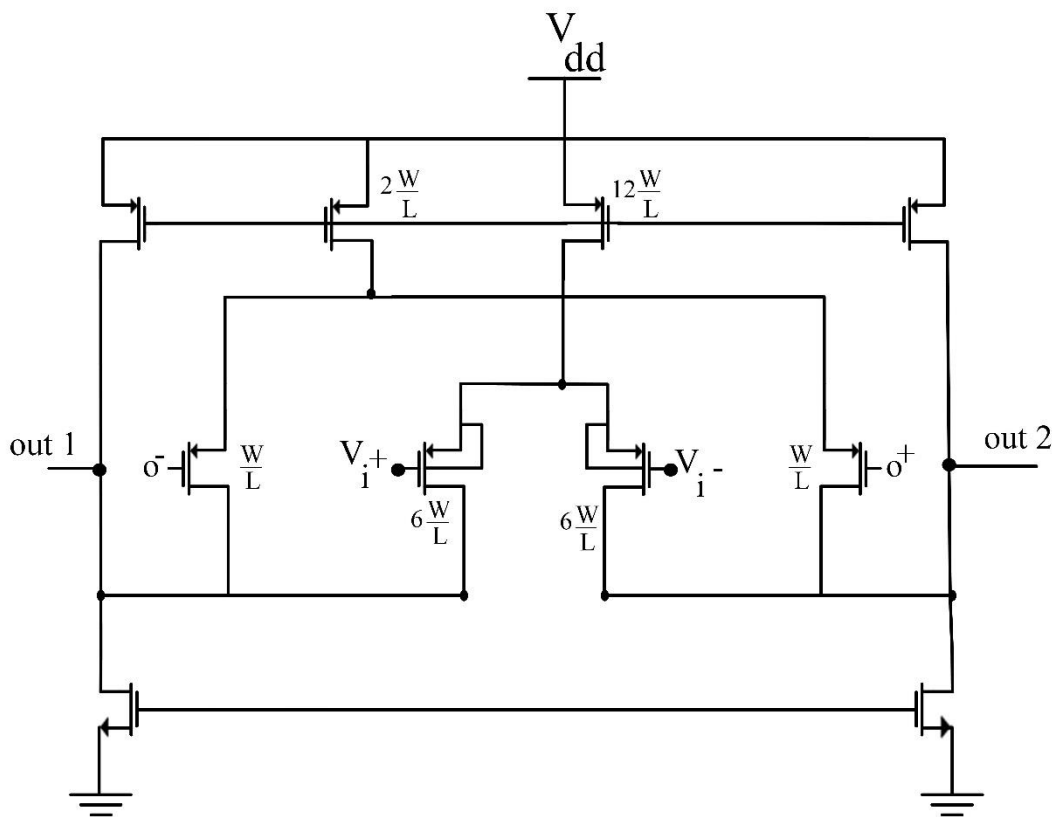 V
dd
2 W/L
12 W/L
out 1
o- W/L
Vi+
Vi-
W/L o+
out 2
6 W/L
6 W/L